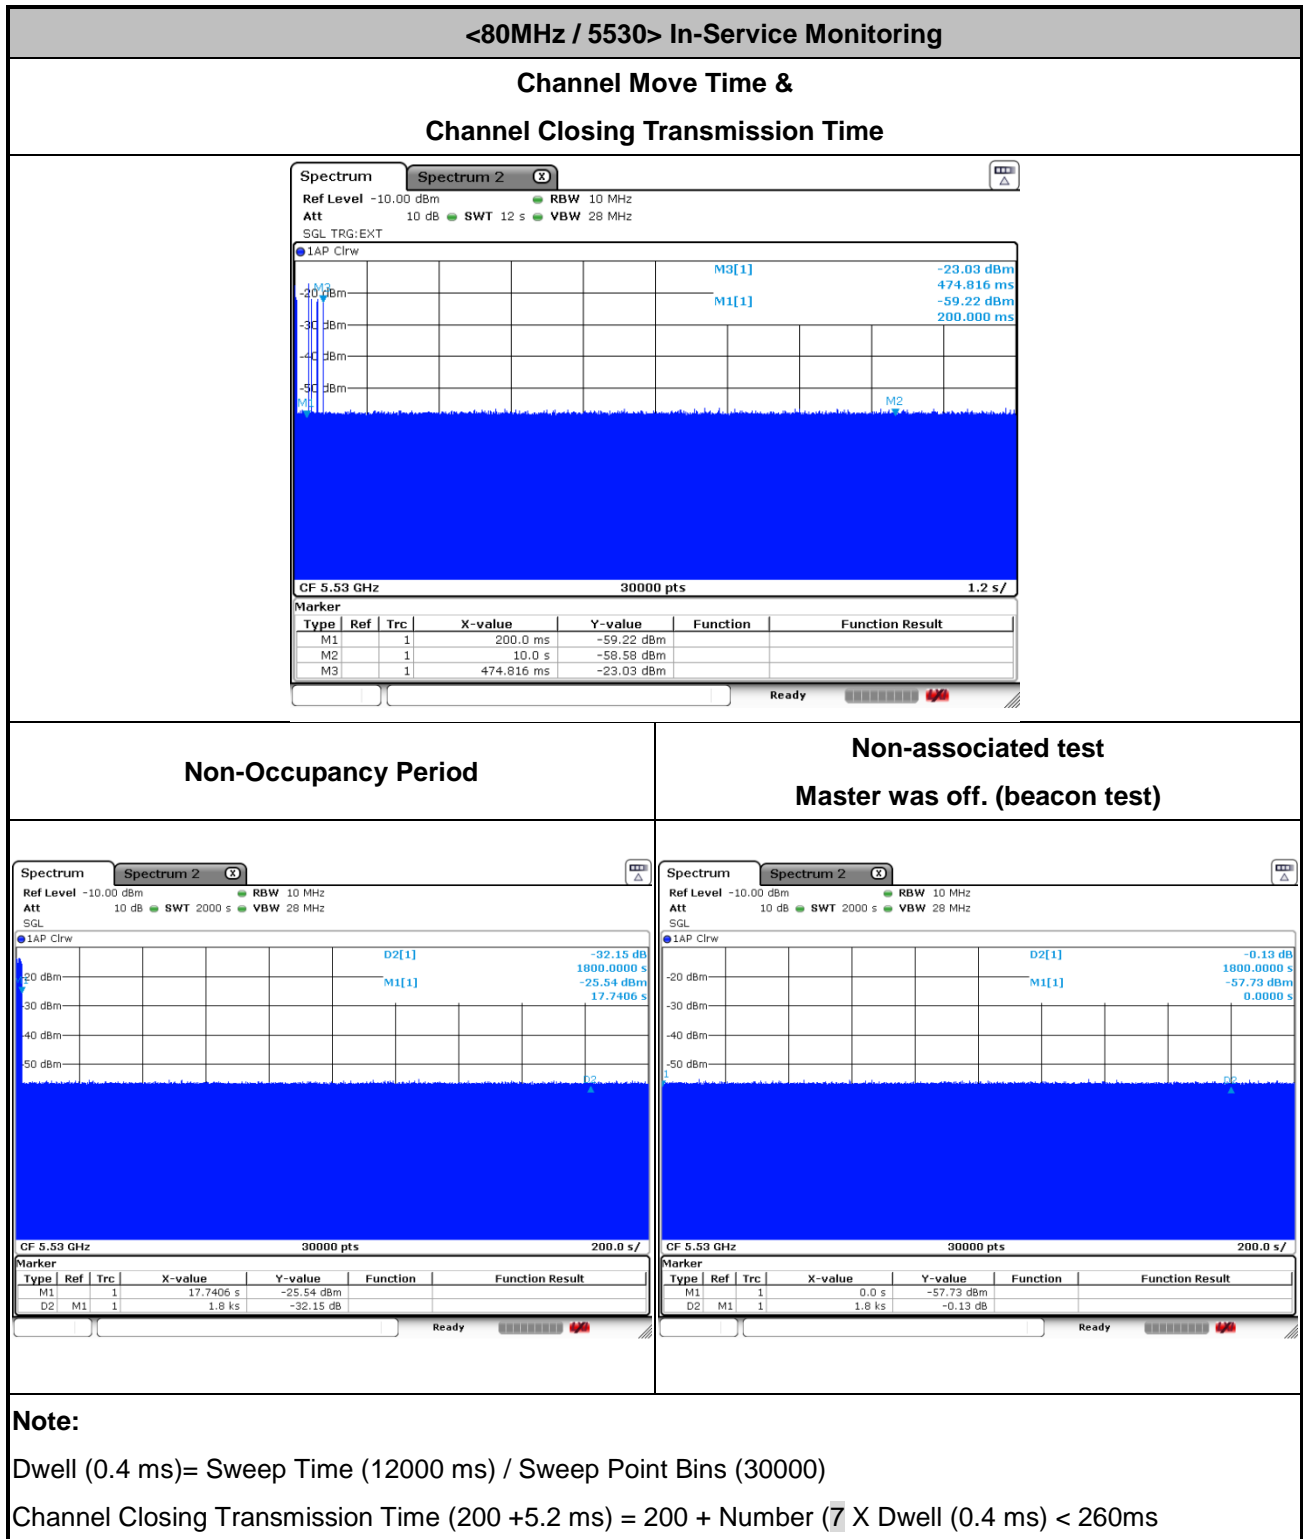 <80MHz / 5530> In-Service Monitoring
Channel Move Time &
Channel Closing Transmission Time
Spectrum Spectrum 2 X
Ref Level -10.00 dBm RBW 10 MHz
Att 10 dB SWT 12 s VBW 28 MHz
SGL TRG:EXT
1AP Clrw
M3[1] -23.03 dBm
474.816 ms
M1[1] -59.22 dBm
200.000 ms
M3
-20 dBm
-30 dBm
-40 dBm
-50 dBm
M1
M2
CF 5.53 GHz 30000 pts 1.2 s/
Marker
Type Ref Trc X-value Y-value Function Function Result
M1 1 200.0 ms -59.22 dBm
M2 1 10.0 s -58.58 dBm
M3 1 474.816 ms -23.03 dBm
Ready
Non-Occupancy Period
Non-associated test
Master was off. (beacon test)
Spectrum Spectrum 2 X
Ref Level -10.00 dBm RBW 10 MHz
Att 10 dB SWT 2000 s VBW 28 MHz
SGL
1AP Clrw
D2[1] -32.15 dB
1800.0000 s
M1[1] -25.54 dBm
17.7406 s
-20 dBm
-30 dBm
-40 dBm
-50 dBm
D2
CF 5.53 GHz 30000 pts 200.0 s/
Marker
Type Ref Trc X-value Y-value Function Function Result
M1 1 17.7406 s -25.54 dBm
D2 M1 1 1.8 ks -32.15 dB
Ready
Spectrum Spectrum 2 X
Ref Level -10.00 dBm RBW 10 MHz
Att 10 dB SWT 2000 s VBW 28 MHz
SGL
1AP Clrw
D2[1] -0.13 dB
1800.0000 s
M1[1] -57.73 dBm
0.0000 s
-20 dBm
-30 dBm
-40 dBm
-50 dBm
1
D2
CF 5.53 GHz 30000 pts 200.0 s/
Marker
Type Ref Trc X-value Y-value Function Function Result
M1 1 0.0 s -57.73 dBm
D2 M1 1 1.8 ks -0.13 dB
Ready
Note:
Dwell (0.4 ms)= Sweep Time (12000 ms) / Sweep Point Bins (30000)
Channel Closing Transmission Time (200 +5.2 ms) = 200 + Number (7 X Dwell (0.4 ms) < 260ms